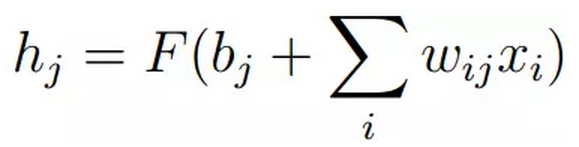 h_j = F(b_j + \sum_i w_{ij} x_i)